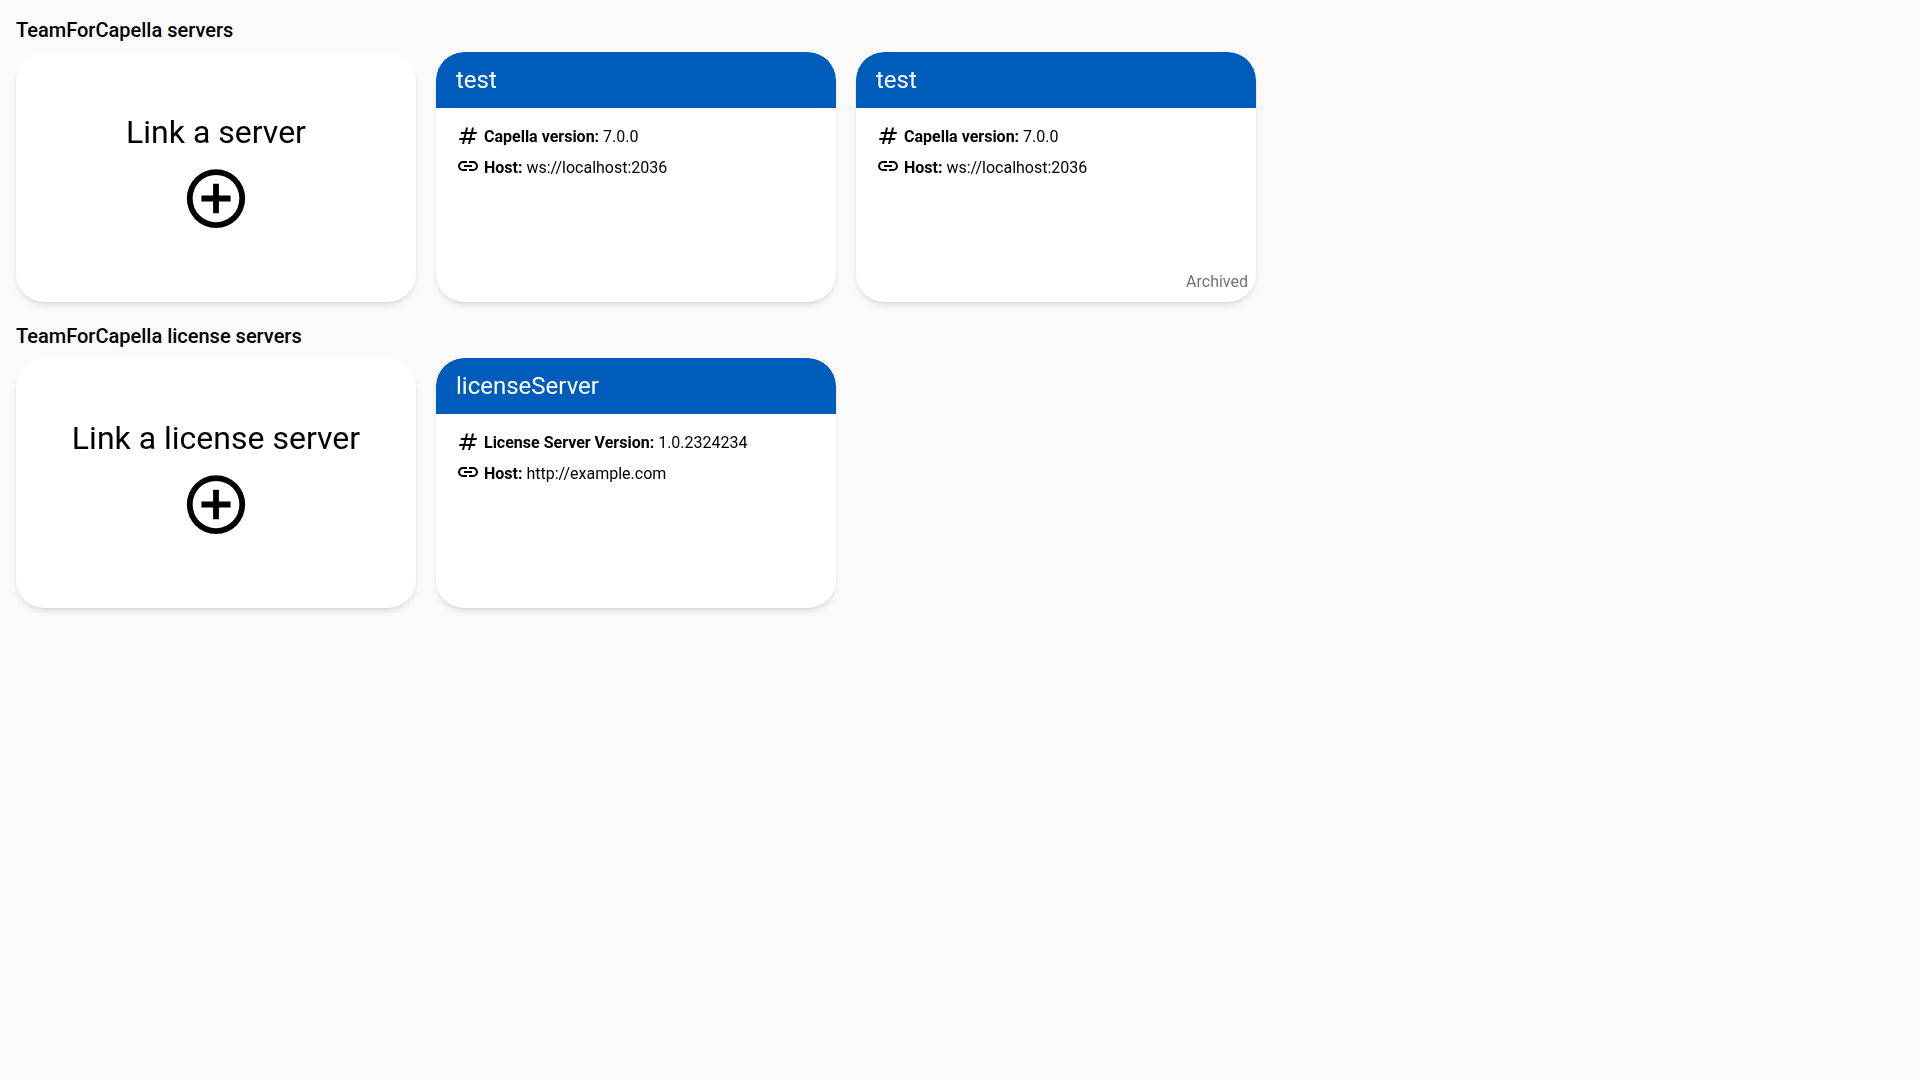 TeamForCapella servers
Link a server
test
Capella version: 7.0.0
Host: ws://localhost:2036
test
Capella version: 7.0.0
Host: ws://localhost:2036
Archived
TeamForCapella license servers
Link a license server
licenseServer
License Server Version: 1.0.2324234
Host: http://example.com